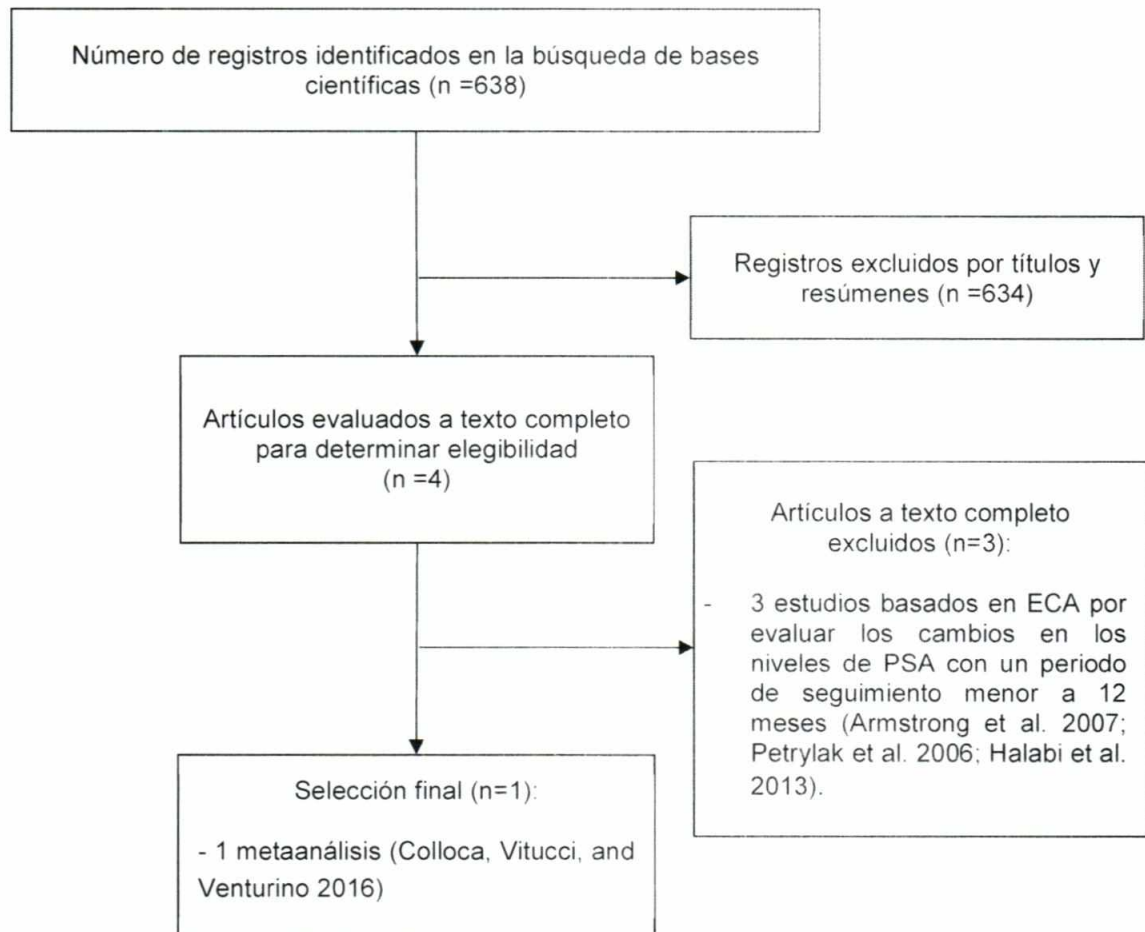 Número de registros identificados en la búsqueda de bases
científicas (n =638)
Registros excluidos por títulos y
resúmenes (n =634)
Artículos evaluados a texto completo
para determinar elegibilidad
(n =4)
Artículos a texto completo
excluidos (n=3):
- 3 estudios basados en ECA por
evaluar los cambios en los
niveles de PSA con un periodo
de seguimiento menor a 12
meses (Armstrong et al. 2007;
Petrylak et al. 2006; Halabi et al.
2013).
Selección final (n=1):
- 1 metaanálisis (Colloca, Vitucci, and
Venturino 2016)